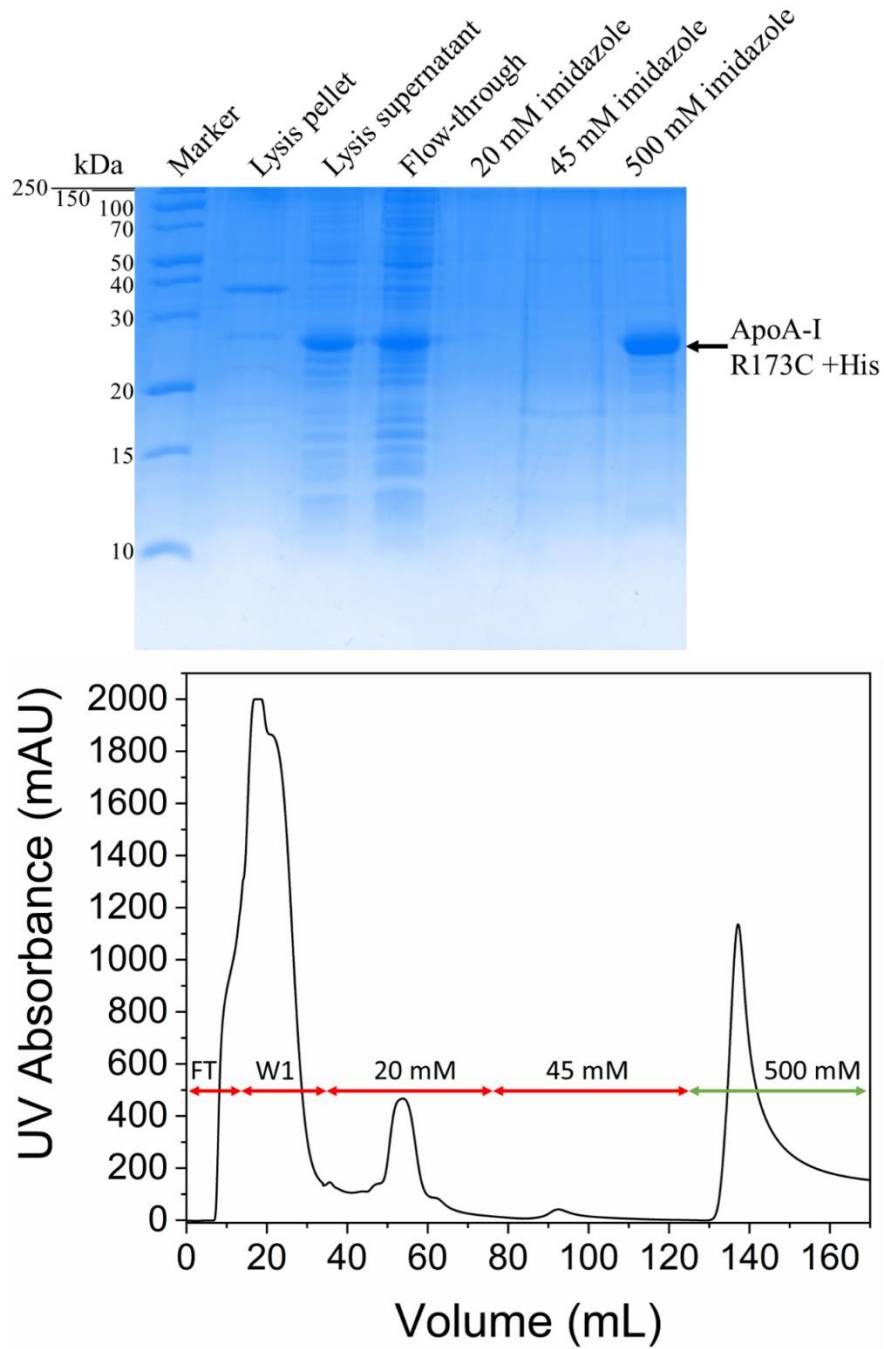 Marker
Lysis pellet
Lysis supernatant
Flow-through
20 mM imidazole
45 mM imidazole
500 mM imidazole
kDa
250
150
100
70
50
40
30
20
15
10
ApoA-I
R173C +His
UV Absorbance (mAU)
2000
1800
1600
1400
1200
1000
800
600
400
200
0
FT
W1
20 mM
45 mM
500 mM
0 20 40 60 80 100 120 140 160
Volume (mL)